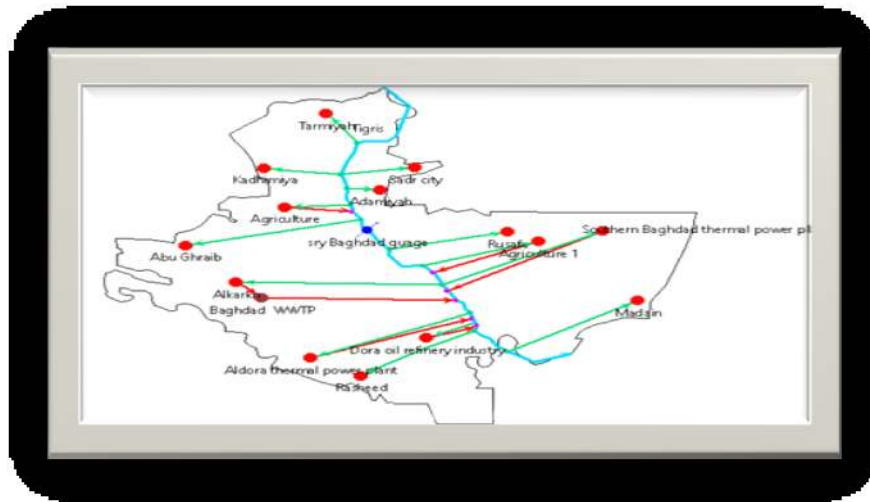 Tarmiyah
Tigris
Kadhamiya
Sadr city
Adamiyah
Agriculture
sry Baghdad guage
Rusafa
Southern Baghdad thermal power pl
Agriculture 1
Abu Ghraib
Alkarkh
Baghdad WWTP
Madain
Dora oil refinery industry
Aldora thermal power plant
Rasheed